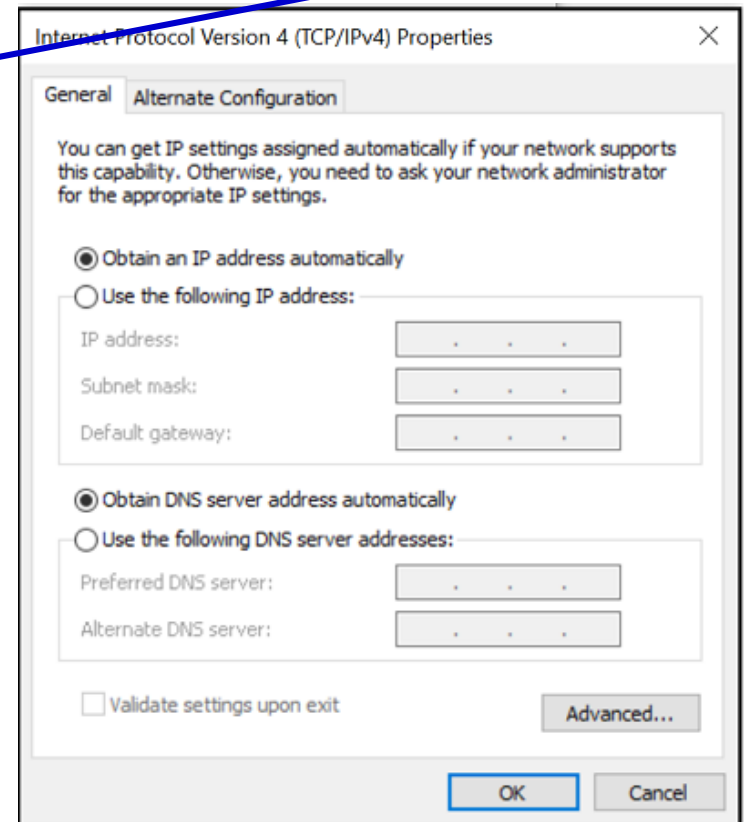 Internet Protocol Version 4 (TCP/IPv4) Properties
General
Alternate Configuration
You can get IP settings assigned automatically if your network supports
this capability. Otherwise, you need to ask your network administrator
for the appropriate IP settings.
Obtain an IP address automatically
Use the following IP address:
IP address:
Subnet mask:
Default gateway:
Obtain DNS server address automatically
Use the following DNS server addresses:
Preferred DNS server:
Alternate DNS server:
Validate settings upon exit
Advanced...
OK
Cancel